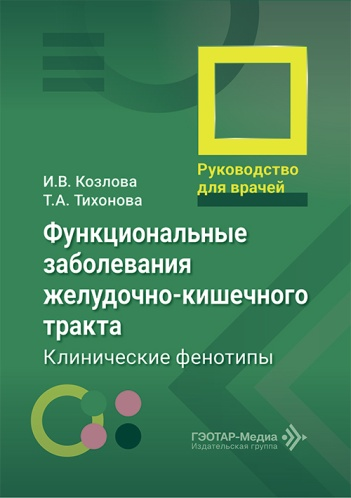 Руководство
для врачей
И.В. Козлова
Т.А. Тихонова
Функциональные
заболевания
желудочно-кишечного
тракта
Клинические фенотипы
ГЭОТАР-Медиа
Издательская группа